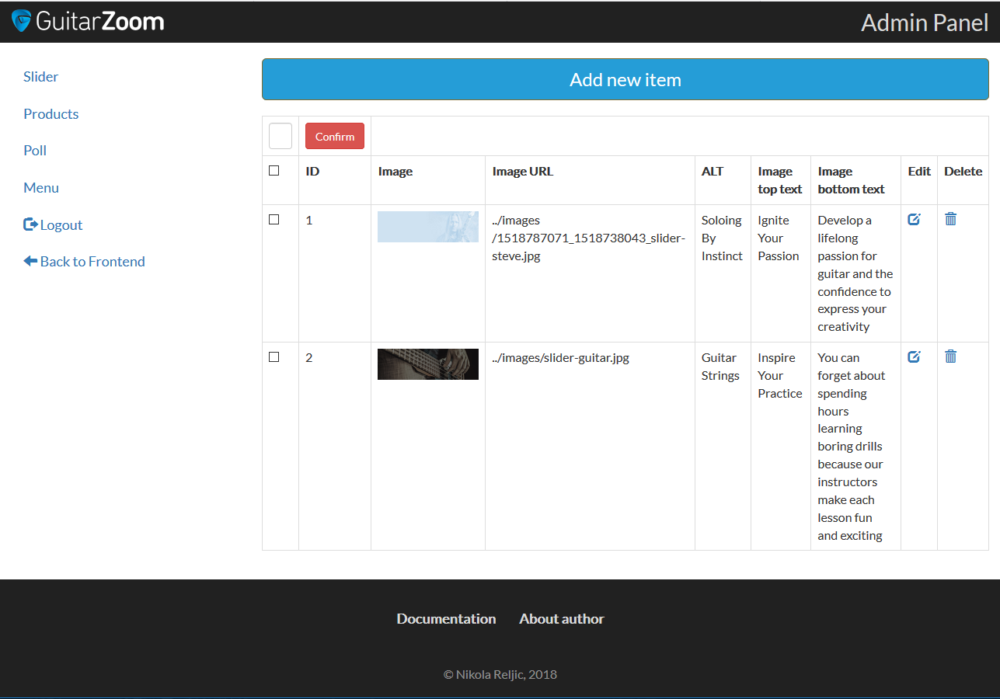 GuitarZoom
Admin Panel
Slider
Products
Poll
Menu
Logout
Back to Frontend
Add new item
Confirm
ID
Image
Image URL
ALT
Image
top text
Image
bottom text
Edit
Delete
1
../images
/1518787071_1518738043_slider-
steve.jpg
Soloing
By
Instinct
Ignite
Your
Passion
Develop a
lifelong
passion for
guitar and the
confidence to
express your
creativity
2
../images/slider-guitar.jpg
Guitar
Strings
Inspire
Your
Practice
You can
forget about
spending
hours
learning
boring drills
because our
instructors
make each
lesson fun
and exciting
Documentation
About author
© Nikola Reljic, 2018